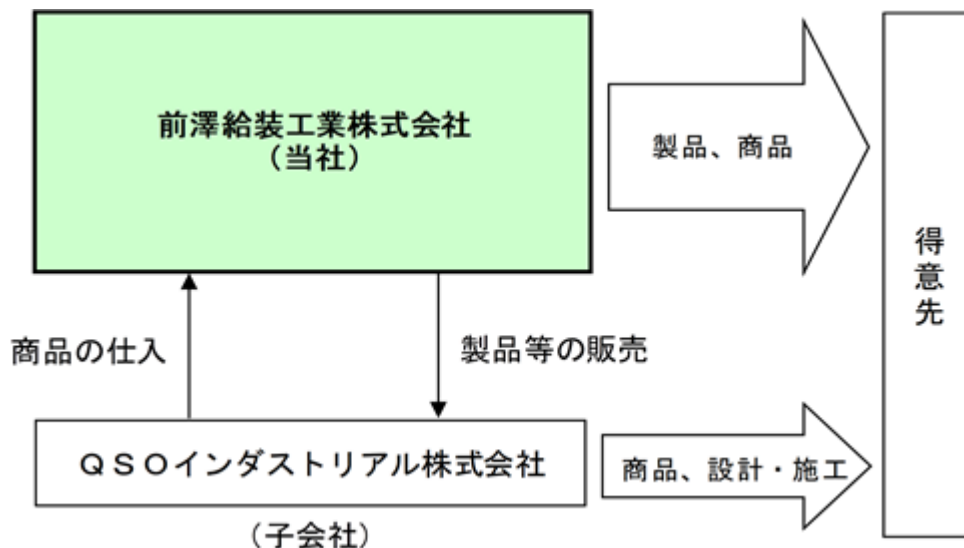 前澤給装工業株式会社
（当社）
製品、商品
得意先
商品の仕入
製品等の販売
ＱＳＯインダストリアル株式会社
商品、設計・施工
（子会社）